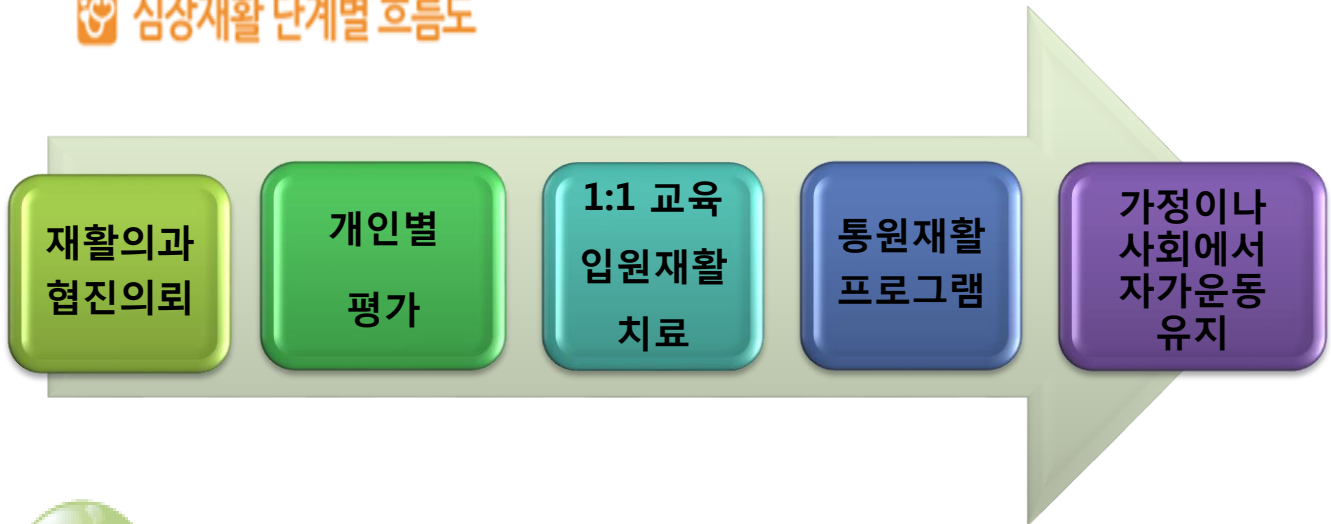 심장재활 단계별 흐름도
재활의과
협진의뢰
개인별
평가
1:1 교육
입원재활
치료
통원재활
프로그램
가정이나
사회에서
자가운동
유지